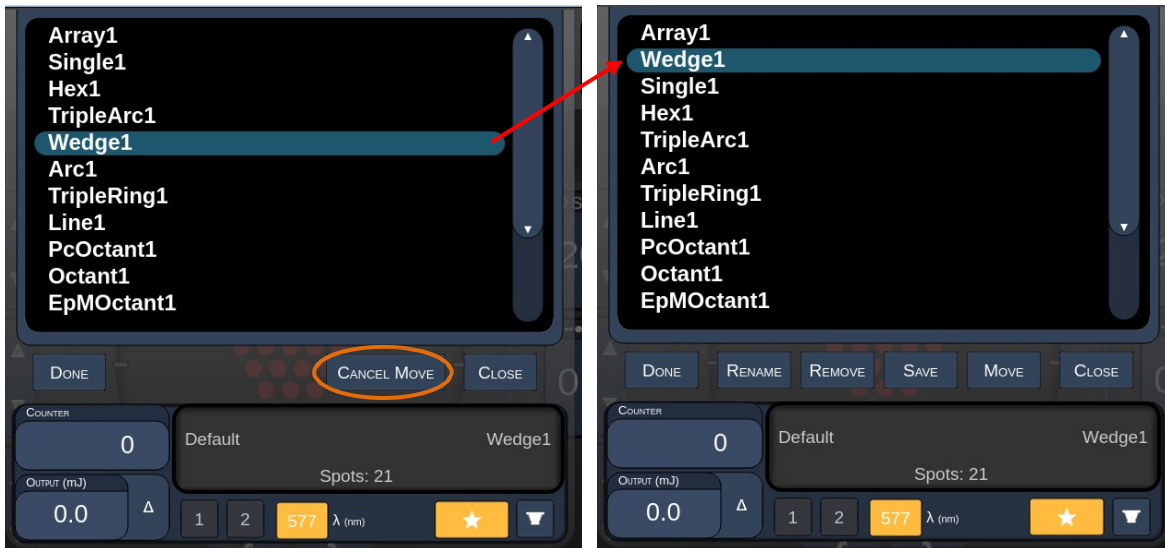 Array1
Single1
Hex1
TripleArc1
Wedge1
Arc1
TripleRing1
Line1
PcOctant1
Octant1
EpMOctant1
DONE
CANCEL MOVE
CLOSE
COUNTER
0
Default
Wedge1
Spots: 21
OUTPUT (mJ)
0.0
Δ
1
2
577
λ (nm)
Array1
Wedge1
Single1
Hex1
TripleArc1
Arc1
TripleRing1
Line1
PcOctant1
Octant1
EpMOctant1
DONE
RENAME
REMOVE
SAVE
MOVE
CLOSE
COUNTER
0
Default
Wedge1
Spots: 21
OUTPUT (mJ)
0.0
Δ
1
2
577
λ (nm)